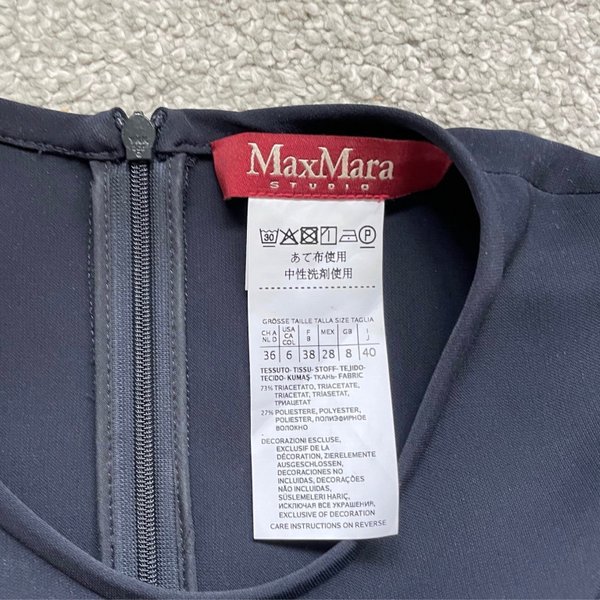 MaxMara
STUDIO
30 P
あて布使用
中性洗剤使用
GRÖSSE TAILLE TALLA SIZE TAGLIA
CH A NL D USA CA COL F B MEX GB I J
36 6 38 28 8 40
TESSUTO-TISSU-STOFF-TEJIDO-
TECIDO-KUMAŞ-ТКАНЬ-FABRIC
73% TRIACETATO, TRIACETATE,
TRIACETAT, TRIASETAT,
ТРИАЦЕТАТ
27% POLIESTERE, POLYESTER,
POLIESTER, ПОЛИЭФИРНОЕ
ВОЛОКНО
DECORAZIONI ESCLUSE,
EXCLUSIF DE LA
DÉCORATION, ZIERELEMENTE
AUSGESCHLOSSEN,
DECORACIONES NO
INCLUIDAS, DECORAÇÕES
NÃO INCLUIDAS,
SÜSLEMELERI HARIÇ,
ИСКЛЮЧАЯ ВСЕ УКРАШЕНИЯ,
EXCLUSIVE OF DECORATION
CARE INSTRUCTIONS ON REVERSE